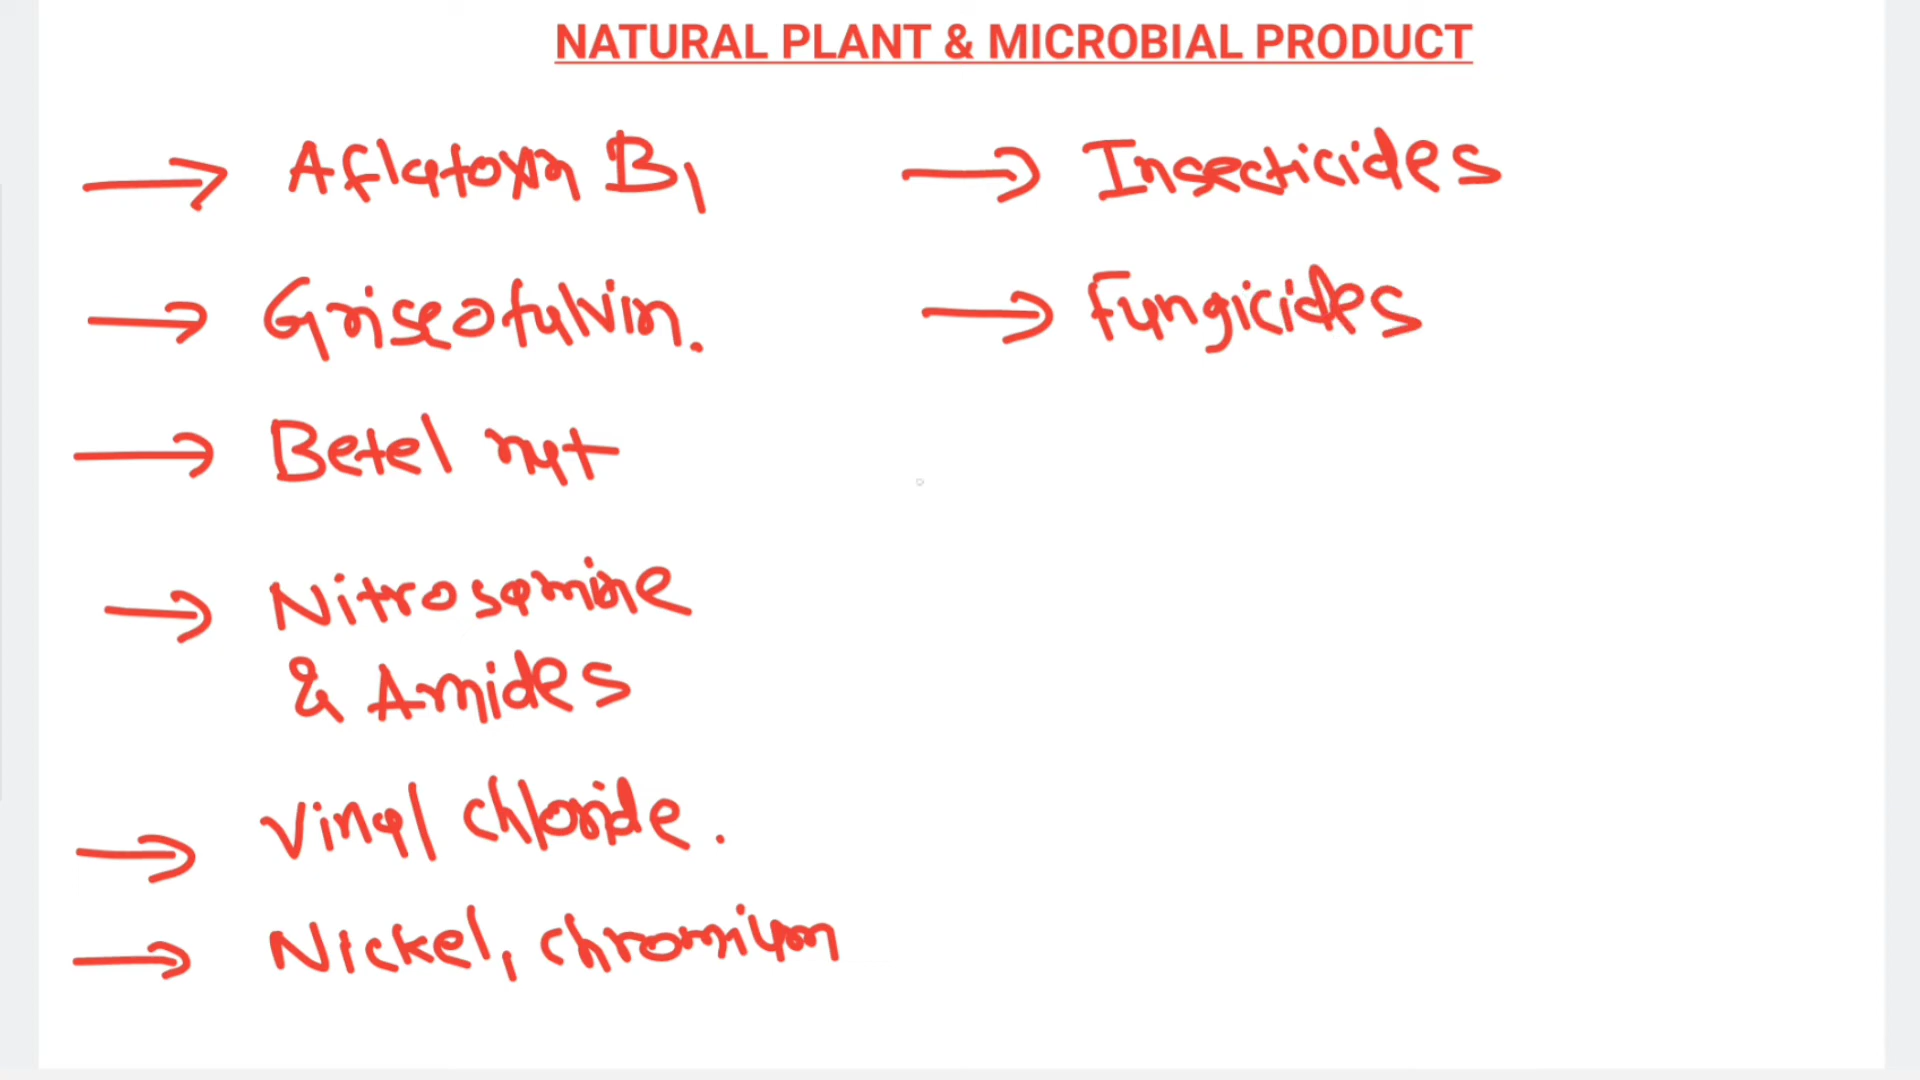 NATURAL PLANT & MICROBIAL PRODUCT
→ Aflatoxin B1
→ Griseofulvin.
→ Betel nut
→ Nitrosamine
& Amides
→ Vinyl chloride.
→ Nickel, chromium
→ Insecticides
→ Fungicides